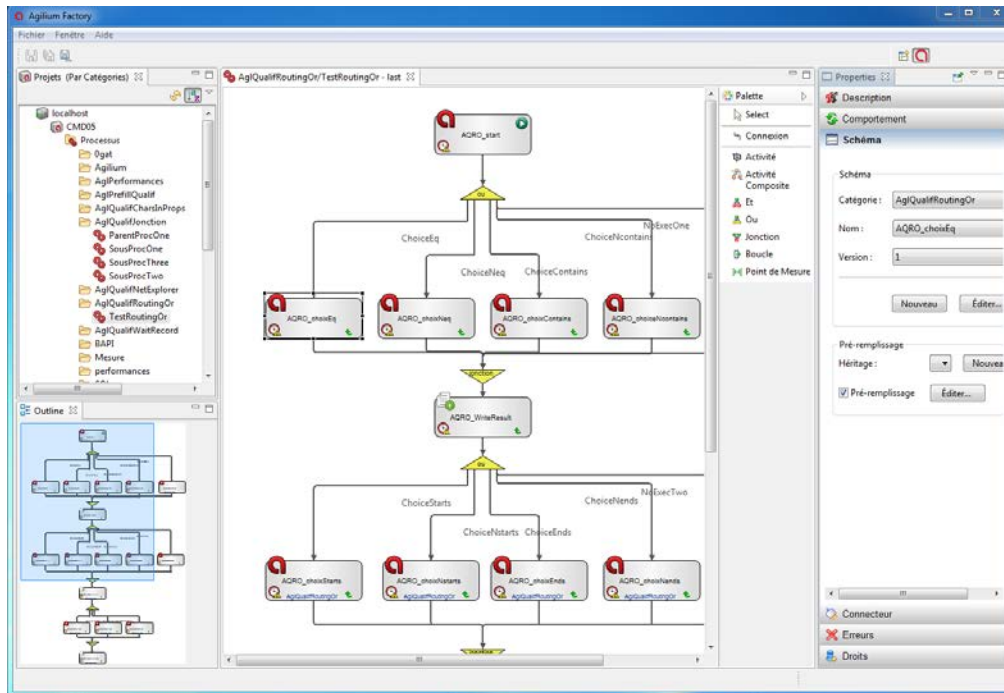 Agilium Factory
Fichier Fenêtre Aide
Projets (Par Catégories)
localhost
CMD05
Processus
0gat
Agilium
AglPerformances
AglPrefillQualif
AglQualifCharsInProps
AglQualifJonction
ParentProcOne
SousProcOne
SousProcThree
SousProcTwo
AglQualifNetExplorer
AglQualifRoutingOr
TestRoutingOr
AglQualifWaitRecord
BAPI
Mesure
performances
Outline
AglQualifRoutingOr/TestRoutingOr - last
AQRO_start
ou
ChoiceEq
ChoiceNcontains
NoExecOne
ChoiceNeq
ChoiceContains
AQRO_choixEq
AQRO_choixNeq
AQRO_choixContains
AQRO_choixNcontains
Jonction
AQRO_WriteResult
ou
ChoiceStarts
ChoiceNends
NoExecTwo
ChoiceNstarts
ChoiceEnds
AQRO_choixStarts
AglQualifRoutingOr
AQRO_choixNstarts
AglQualifRoutingOr
AQRO_choixEnds
AglQualifRoutingOr
AQRO_choixNends
AglQualifRoutingOr
Palette
Select
Connexion
Activité
Activité
Composite
Et
Ou
Jonction
Boucle
Point de Mesure
Properties
Description
Comportement
Schéma
Schéma
Catégorie : AglQualifRoutingOr
Nom : AQRO_choixEq
Version : 1
Nouveau Éditer...
Pré-remplissage
Héritage : Nouvea
Pré-remplissage Éditer...
Connecteur
Erreurs
Droits